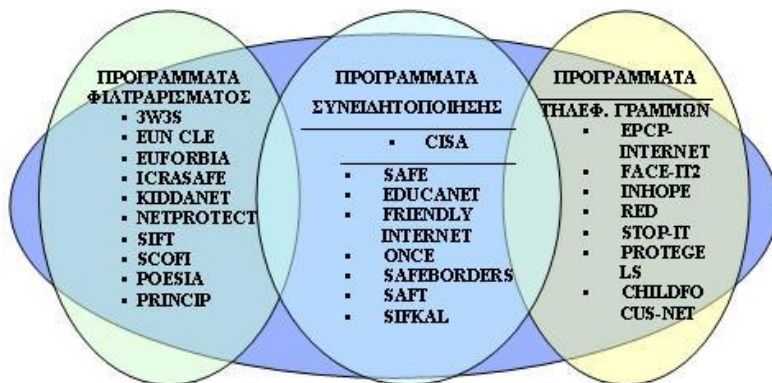 ΠΡΟΓΡΑΜΜΑΤΑ
ΦΙΛΤΡΑΡΙΣΜΑΤΟΣ
▪ 3W3S
▪ EUN CLE
▪ EUFORBIA
▪ ICRASAFE
▪ KIDDANET
▪ NETPROTECT
▪ SIFT
▪ SCOFI
▪ POESIA
▪ PRINCIP
ΠΡΟΓΡΑΜΜΑΤΑ
ΣΥΝΕΙΔΗΤΟΠΟΙΗΣΗΣ
▪ CISA
▪ SAFE
▪ EDUCANET
▪ FRIENDLY
INTERNET
▪ ONCE
▪ SAFEBORDERS
▪ SAFT
▪ SIFKAL
ΠΡΟΓΡΑΜΜΑΤΑ
ΤΗΛΕΦ. ΓΡΑΜΜΩΝ
▪ EPCP-
INTERNET
▪ FACE-IT2
▪ INHOPE
▪ RED
▪ STOP-IT
▪ PROTEGE
LS
▪ CHILDFO
CUS-NET